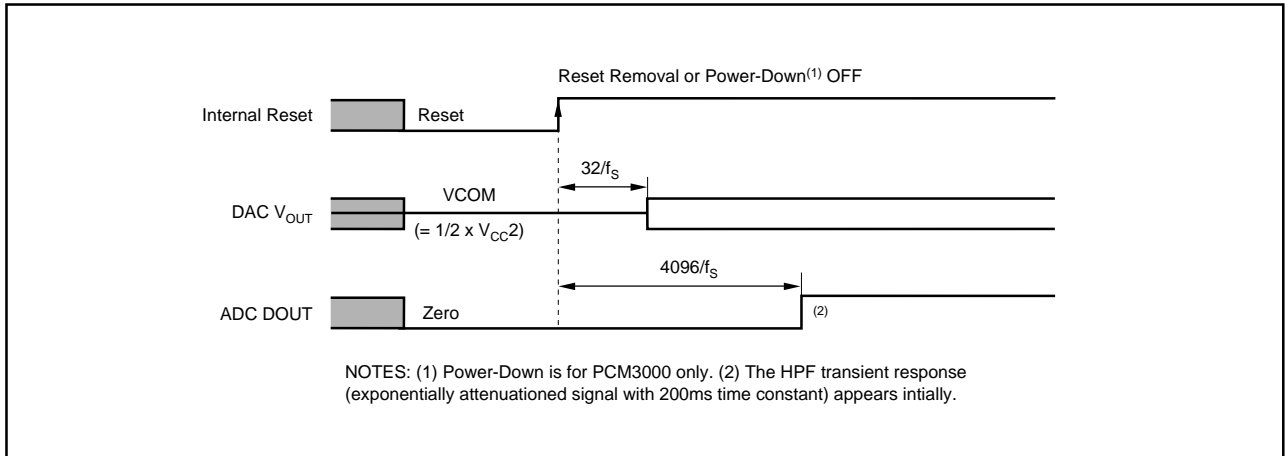 Reset Removal or Power-Down(1) OFF
Internal Reset
Reset
32/fS
VCOM
DAC VOUT
(= 1/2 x VCC2)
4096/fS
ADC DOUT
Zero
(2)
NOTES: (1) Power-Down is for PCM3000 only. (2) The HPF transient response
(exponentially attenuationed signal with 200ms time constant) appears intially.